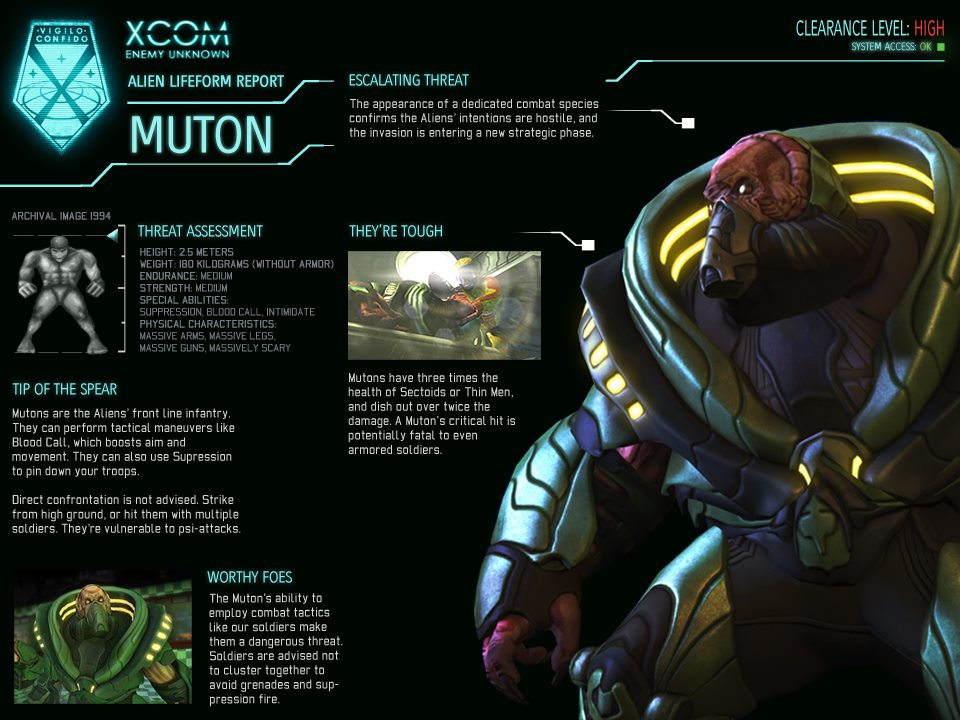 VIGILO
CONFIDO
XCOM
ENEMY UNKNOWN
ALIEN LIFEFORM REPORT
MUTON
CLEARANCE LEVEL: HIGH
SYSTEM ACCESS: OK
ESCALATING THREAT
The appearance of a dedicated combat species
confirms the Aliens' intentions are hostile, and
the invasion is entering a new strategic phase.
ARCHIVAL IMAGE 1994
THREAT ASSESSMENT
HEIGHT: 2.5 METERS
WEIGHT: 180 KILOGRAMS (WITHOUT ARMOR)
ENDURANCE: MEDIUM
STRENGTH: MEDIUM
SPECIAL ABILITIES:
SUPPRESSION, BLOOD CALL, INTIMIDATE
PHYSICAL CHARACTERISTICS:
MASSIVE ARMS, MASSIVE LEGS,
MASSIVE GUNS, MASSIVELY SCARY
THEY'RE TOUGH
Mutons have three times the
health of Sectoids or Thin Men,
and dish out over twice the
damage. A Muton's critical hit is
potentially fatal to even
armored soldiers.
TIP OF THE SPEAR
Mutons are the Aliens' front line infantry.
They can perform tactical maneuvers like
Blood Call, which boosts aim and
movement. They can also use Supression
to pin down your troops.
Direct confrontation is not advised. Strike
from high ground, or hit them with multiple
soldiers. They're vulnerable to psi-attacks.
WORTHY FOES
The Muton's ability to
employ combat tactics
like our soldiers make
them a dangerous threat.
Soldiers are advised not
to cluster together to
avoid grenades and sup-
pression fire.